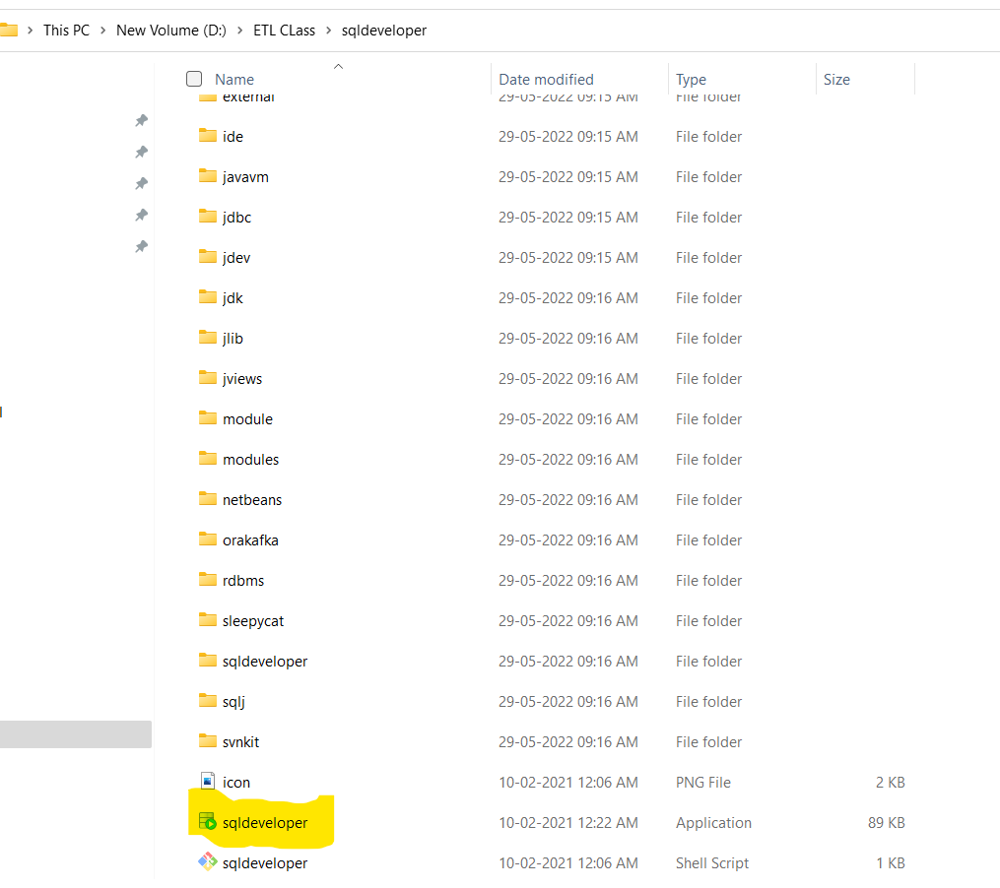 This PC > New Volume (D:) > ETL CLass > sqldeveloper
Name Date modified Type Size
external 29-05-2022 09:15 AM File folder
ide 29-05-2022 09:15 AM File folder
javavm 29-05-2022 09:15 AM File folder
jdbc 29-05-2022 09:15 AM File folder
jdev 29-05-2022 09:15 AM File folder
jdk 29-05-2022 09:16 AM File folder
jlib 29-05-2022 09:16 AM File folder
jviews 29-05-2022 09:16 AM File folder
module 29-05-2022 09:16 AM File folder
modules 29-05-2022 09:16 AM File folder
netbeans 29-05-2022 09:16 AM File folder
orakafka 29-05-2022 09:16 AM File folder
rdbms 29-05-2022 09:16 AM File folder
sleepycat 29-05-2022 09:16 AM File folder
sqldeveloper 29-05-2022 09:16 AM File folder
sqlj 29-05-2022 09:16 AM File folder
svnkit 29-05-2022 09:16 AM File folder
icon 10-02-2021 12:06 AM PNG File 2 KB
sqldeveloper 10-02-2021 12:22 AM Application 89 KB
sqldeveloper 10-02-2021 12:06 AM Shell Script 1 KB